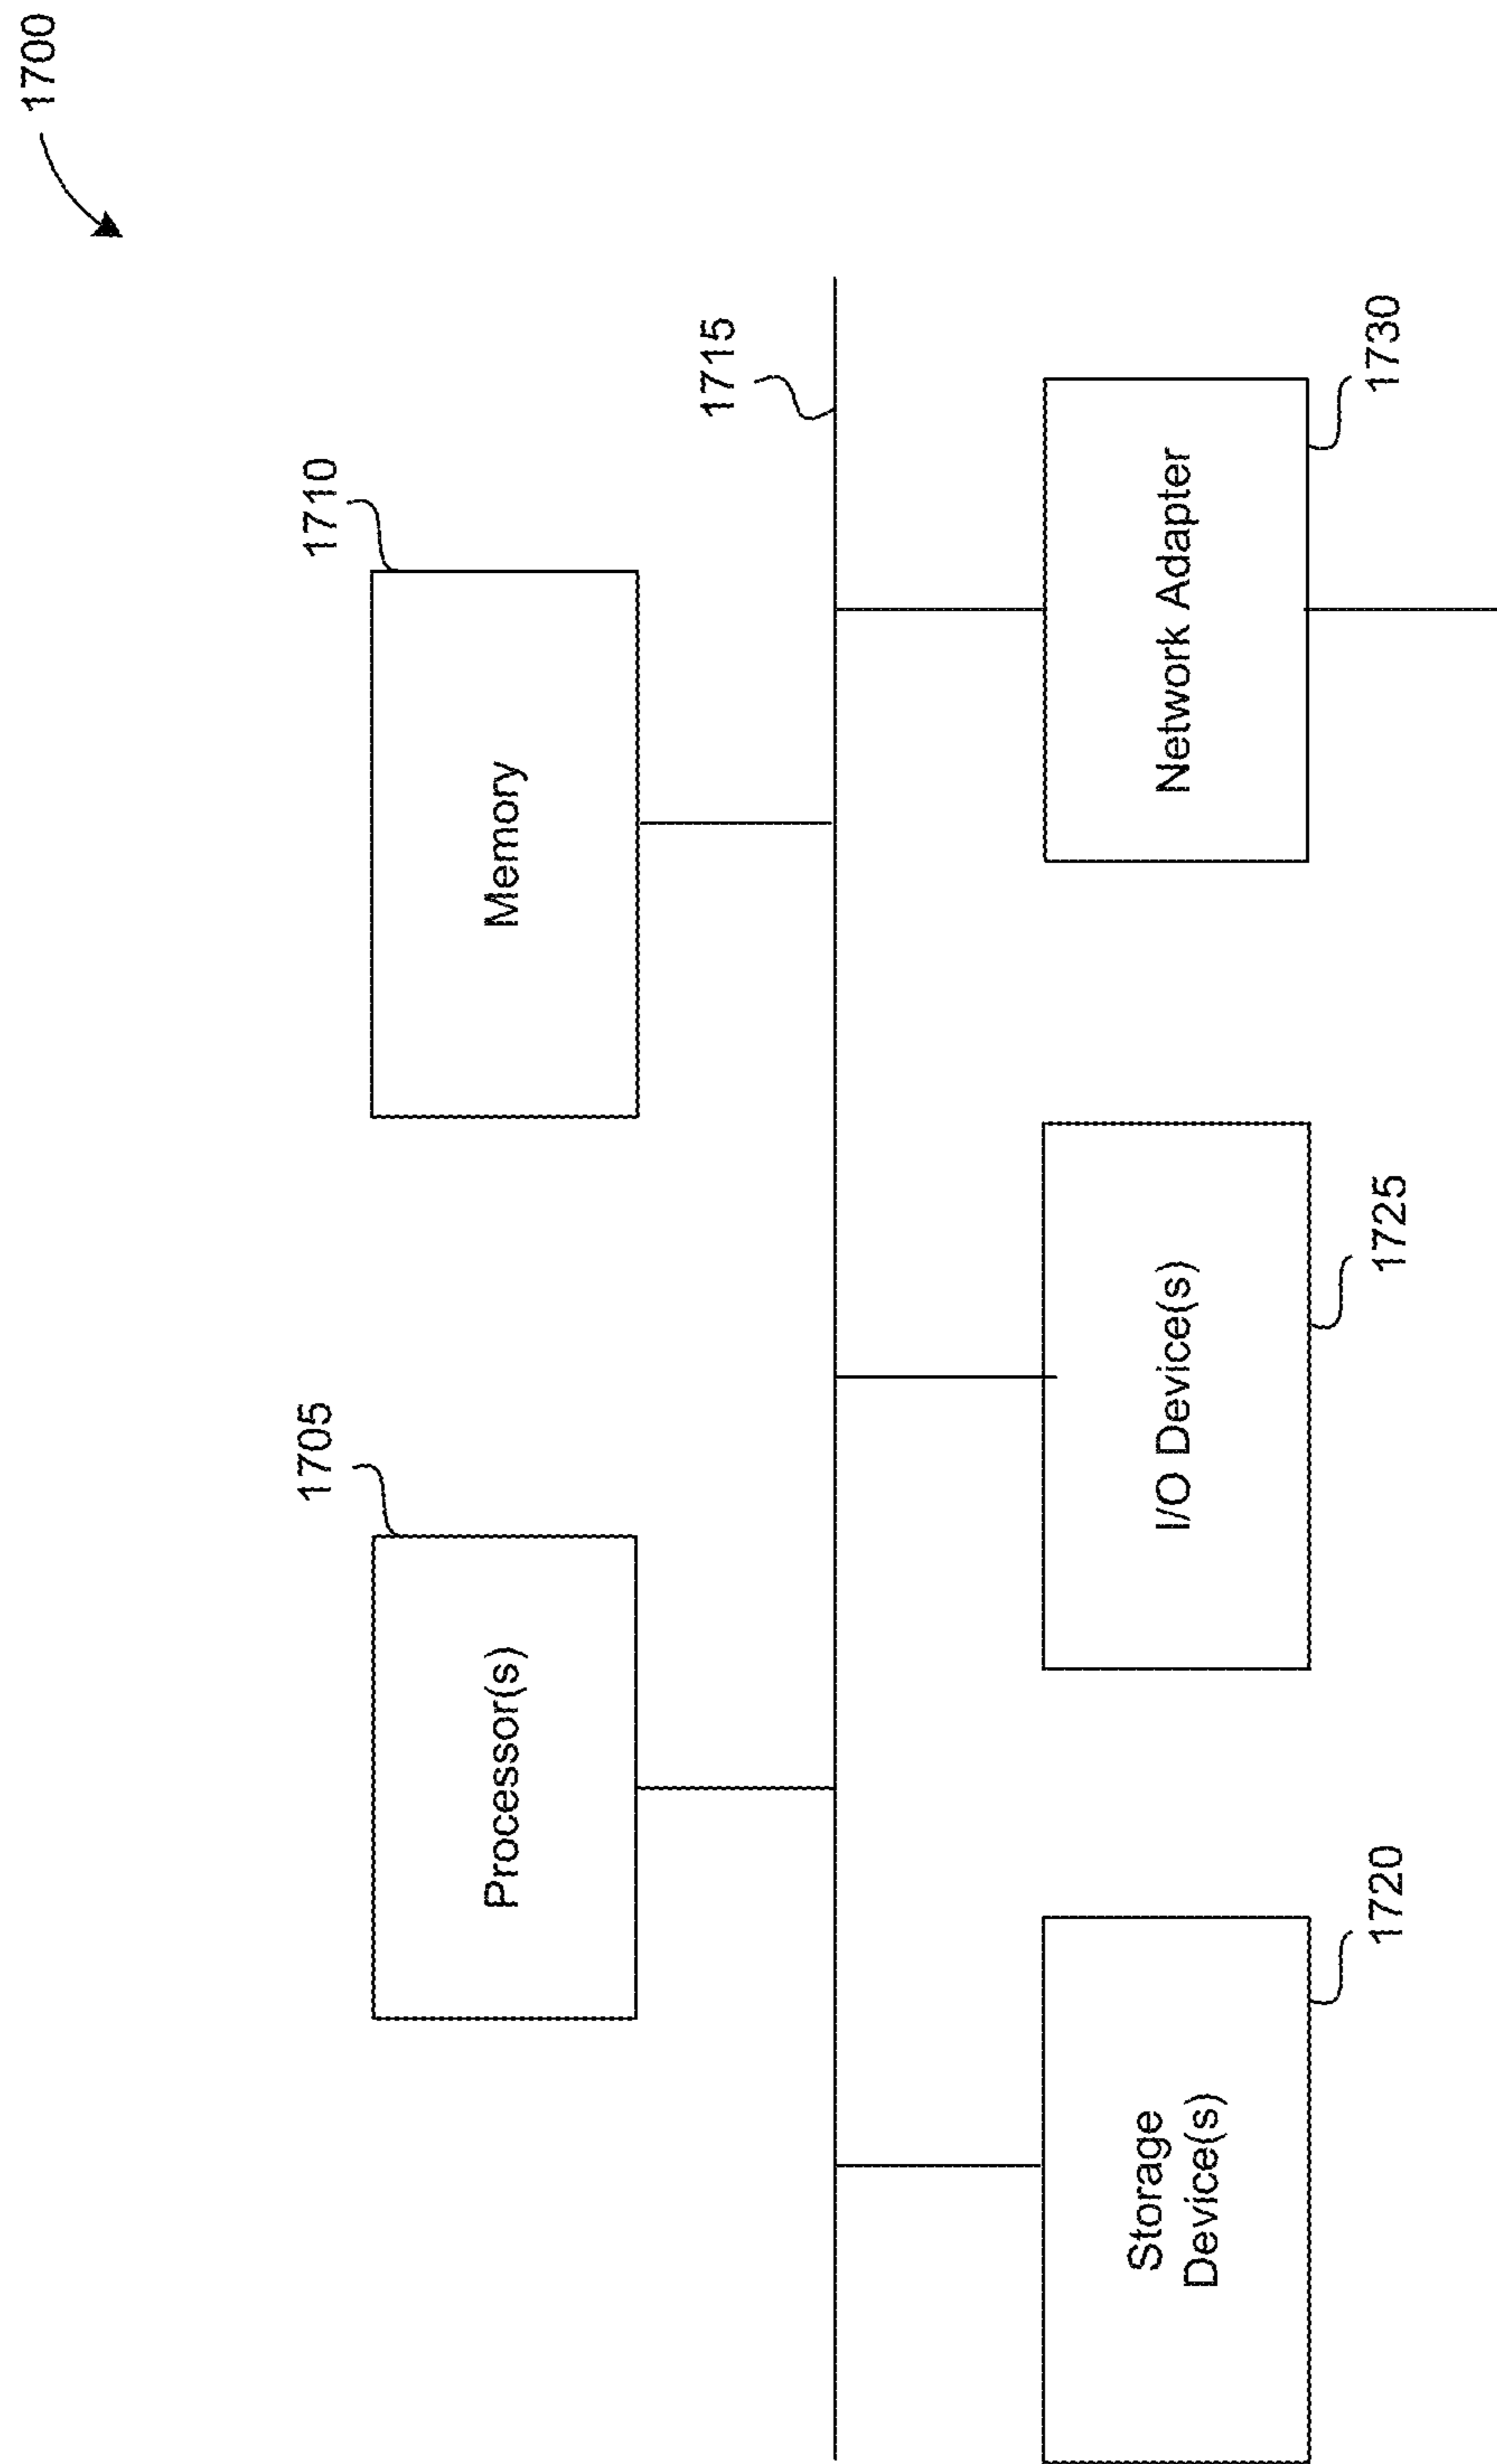 1700
1705
Processor(s)
1710
Memory
1715
Storage
Device(s)
1720
I/O Device(s)
1725
Network Adapter
1730